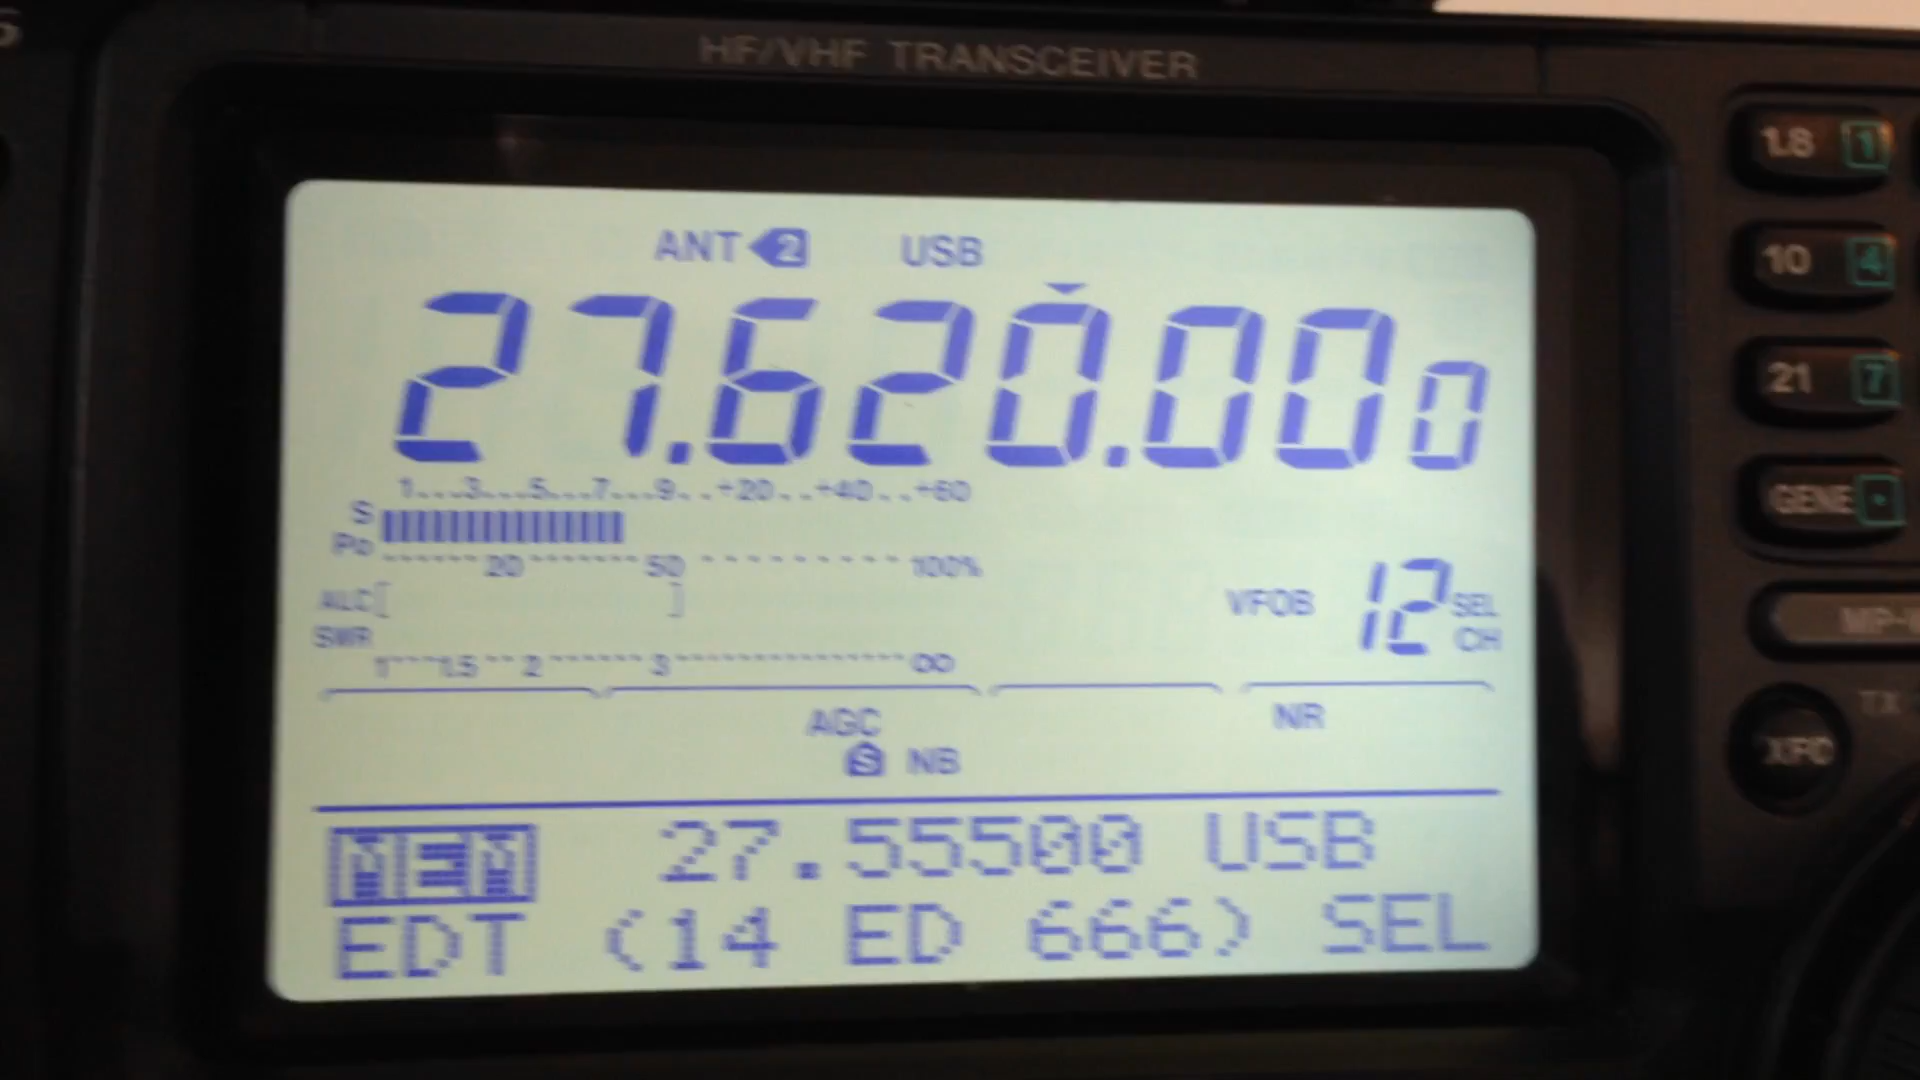 HF/VHF TRANSCEIVER
ANT 2 USB
27.620.000
1...3...5...7...9..+20..+40..+60
S
Po
20 50 100%
ALC[ ]
SWR
1 1.5 2 3 ∞
VFOB 12 SEL
CH
AGC NR
S NB
MEM 27.55500 USB
EDT (14 ED 666) SEL
1.8 1
10 4
21 7
GENE
TX
XFC